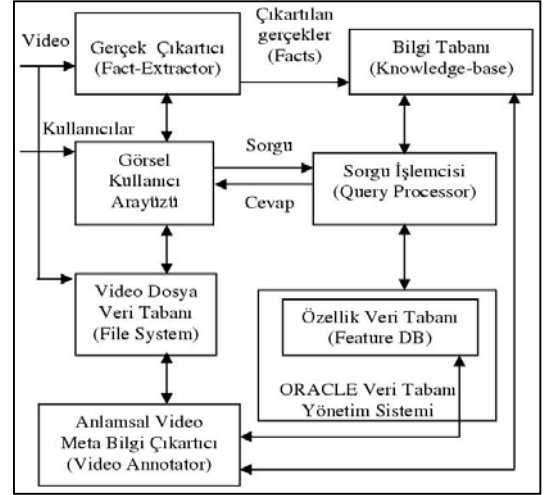 Video
Gerçek Çıkartıcı
(Fact-Extractor)
Çıkartılan
gerçekler
(Facts)
Bilgi Tabanı
(Knowledge-base)
Kullanıcılar
Görsel
Kullanıcı
Arayüzü
Sorgu
Cevap
Sorgu İşlemcisi
(Query Processor)
Video Dosya
Veri Tabanı
(File System)
Özellik Veri Tabanı
(Feature DB)
ORACLE Veri Tabanı
Yönetim Sistemi
Anlamsal Video
Meta Bilgi Çıkartıcı
(Video Annotator)